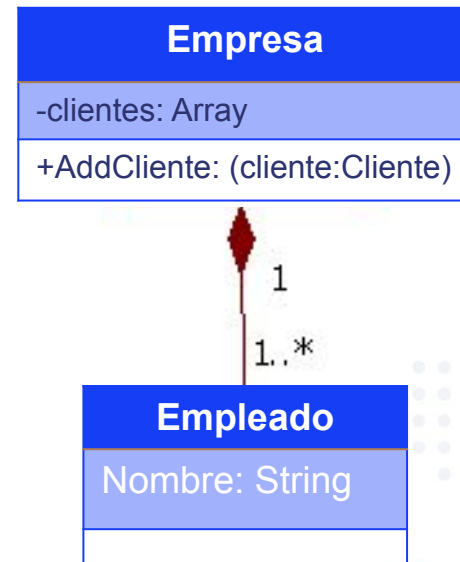 Empresa
-clientes: Array
+AddCliente: (cliente:Cliente)
1
1..*
Empleado
Nombre: String